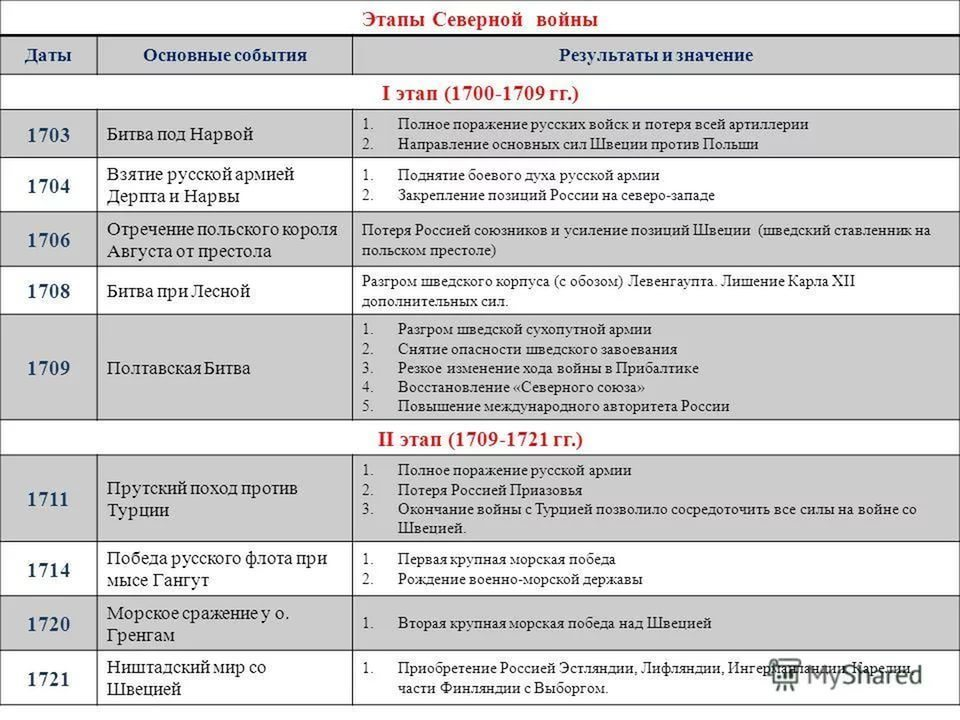 Этапы Северной войны
Даты
Основные события
Результаты и значение
I этап (1700-1709 гг.)
1703
Битва под Нарвой
1. Полное поражение русских войск и потеря всей артиллерии
2. Направление основных сил Швеции против Польши
1704
Взятие русской армией
Дерпта и Нарвы
1. Поднятие боевого духа русской армии
2. Закрепление позиций России на северо-западе
1706
Отречение польского короля
Августа от престола
Потеря Россией союзников и усиление позиций Швеции (шведский ставленник на
польском престоле)
1708
Битва при Лесной
Разгром шведского корпуса (с обозом) Левенгаупта. Лишение Карла XII
дополнительных сил.
1709
Полтавская Битва
1. Разгром шведской сухопутной армии
2. Снятие опасности шведского завоевания
3. Резкое изменение хода войны в Прибалтике
4. Восстановление «Северного союза»
5. Повышение международного авторитета России
II этап (1709-1721 гг.)
1711
Прутский поход против
Турции
1. Полное поражение русской армии
2. Потеря Россией Приазовья
3. Окончание войны с Турцией позволило сосредоточить все силы на войне со
Швецией.
1714
Победа русского флота при
мысе Гангут
1. Первая крупная морская победа
2. Рождение военно-морской державы
1720
Морское сражение у о.
Гренгам
1. Вторая крупная морская победа над Швецией
1721
Ништадский мир со
Швецией
1. Приобретение Россией Эстляндии, Лифляндии, Ингерманландии, Карелии,
части Финляндии с Выборгом.
MyShared